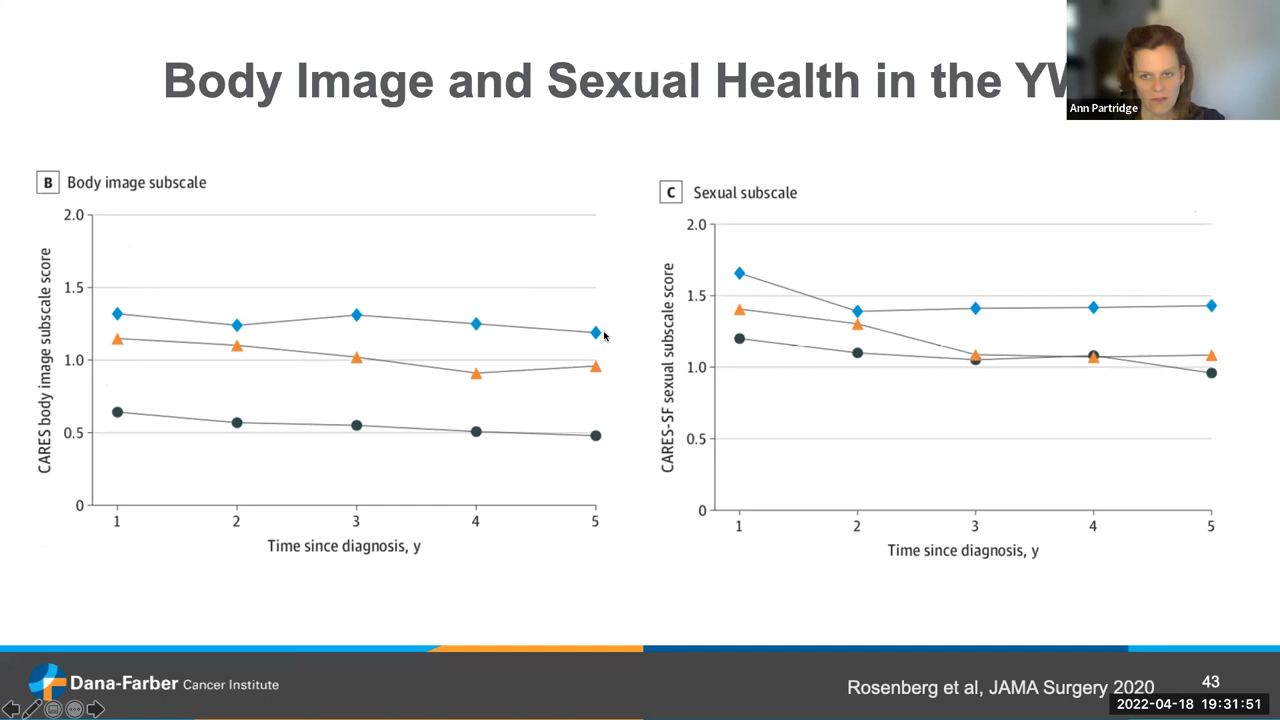 Body Image and Sexual Health in the YW
Ann Partridge
B Body image subscale
2.0
1.5
1.0
0.5
0
CARES body image subscale score
1 2 3 4 5
Time since diagnosis, y
C Sexual subscale
2.0
1.5
1.0
0.5
0
CARES-SF sexual subscale score
1 2 3 4 5
Time since diagnosis, y
Dana-Farber Cancer Institute
Rosenberg et al, JAMA Surgery 2020
43
2022-04-18 19:31:51